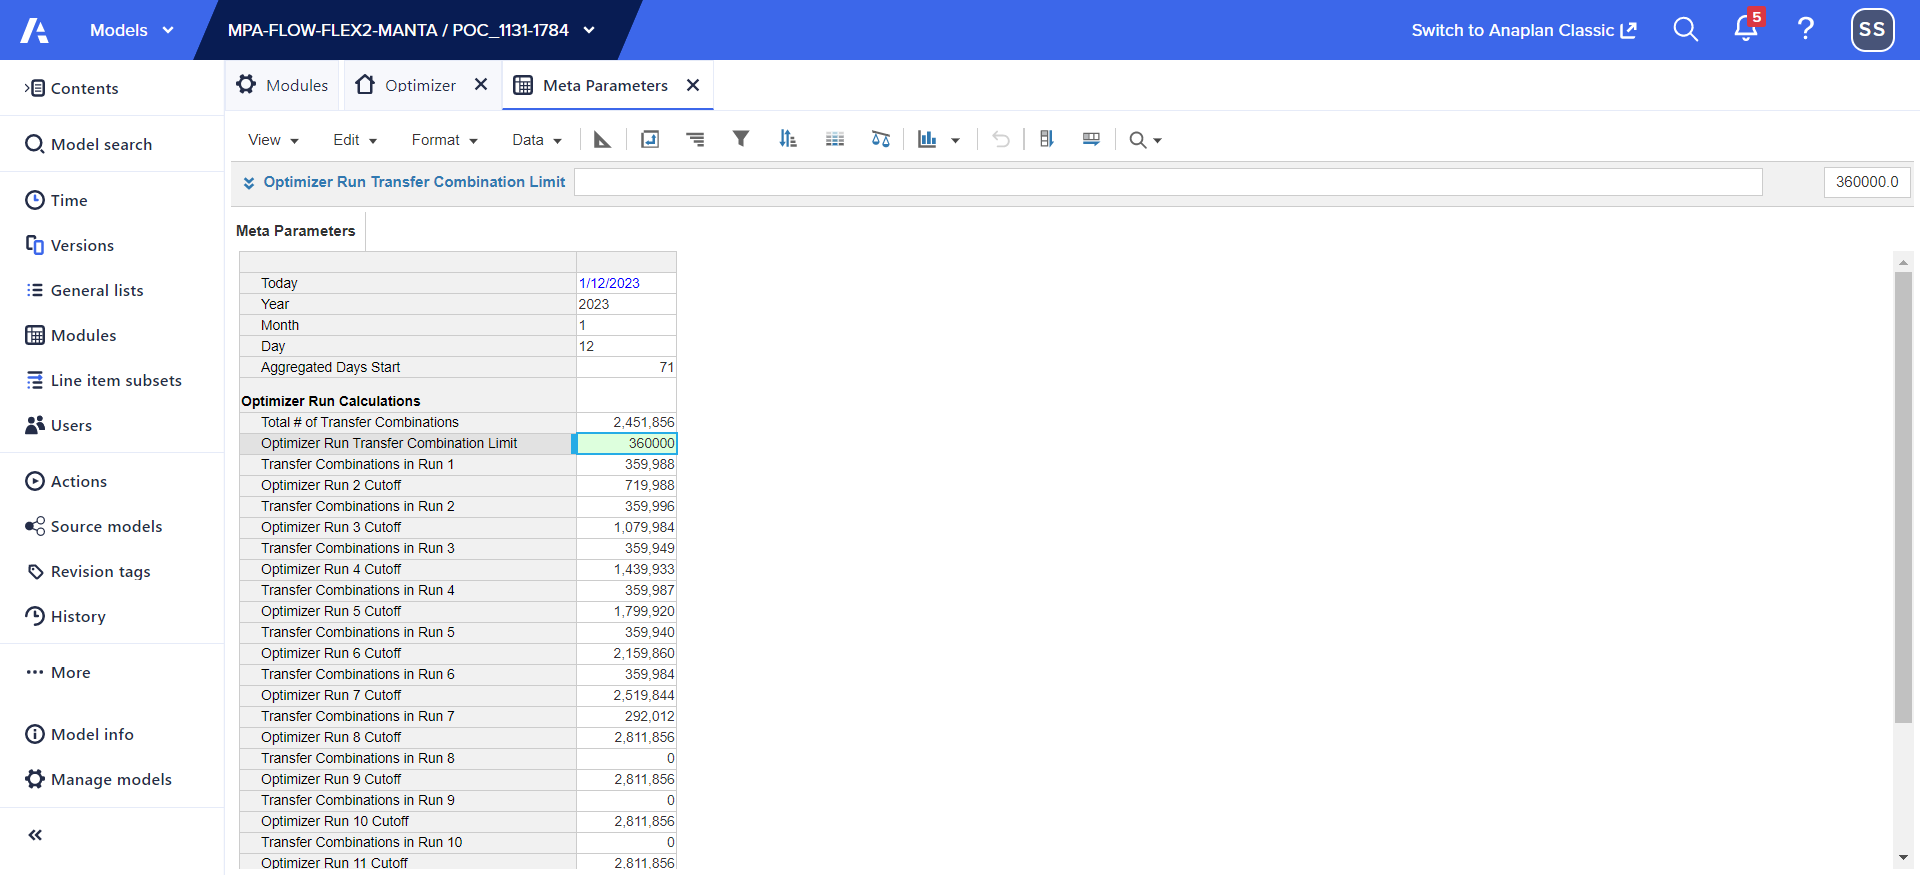 Models
MPA-FLOW-FLEX2-MANTA / POC_1131-1784
Switch to Anaplan Classic
5
?
SS
Contents
Model search
Time
Versions
General lists
Modules
Line item subsets
Users
Actions
Source models
Revision tags
History
More
Model info
Manage models
Modules
Optimizer
Meta Parameters
View
Edit
Format
Data
Optimizer Run Transfer Combination Limit
360000.0
Meta Parameters
Today 1/12/2023
Year 2023
Month 1
Day 12
Aggregated Days Start 71
Optimizer Run Calculations
Total # of Transfer Combinations 2,451,856
Optimizer Run Transfer Combination Limit 360000
Transfer Combinations in Run 1 359,988
Optimizer Run 2 Cutoff 719,988
Transfer Combinations in Run 2 359,996
Optimizer Run 3 Cutoff 1,079,984
Transfer Combinations in Run 3 359,949
Optimizer Run 4 Cutoff 1,439,933
Transfer Combinations in Run 4 359,987
Optimizer Run 5 Cutoff 1,799,920
Transfer Combinations in Run 5 359,940
Optimizer Run 6 Cutoff 2,159,860
Transfer Combinations in Run 6 359,984
Optimizer Run 7 Cutoff 2,519,844
Transfer Combinations in Run 7 292,012
Optimizer Run 8 Cutoff 2,811,856
Transfer Combinations in Run 8 0
Optimizer Run 9 Cutoff 2,811,856
Transfer Combinations in Run 9 0
Optimizer Run 10 Cutoff 2,811,856
Transfer Combinations in Run 10 0
Optimizer Run 11 Cutoff 2,811,856